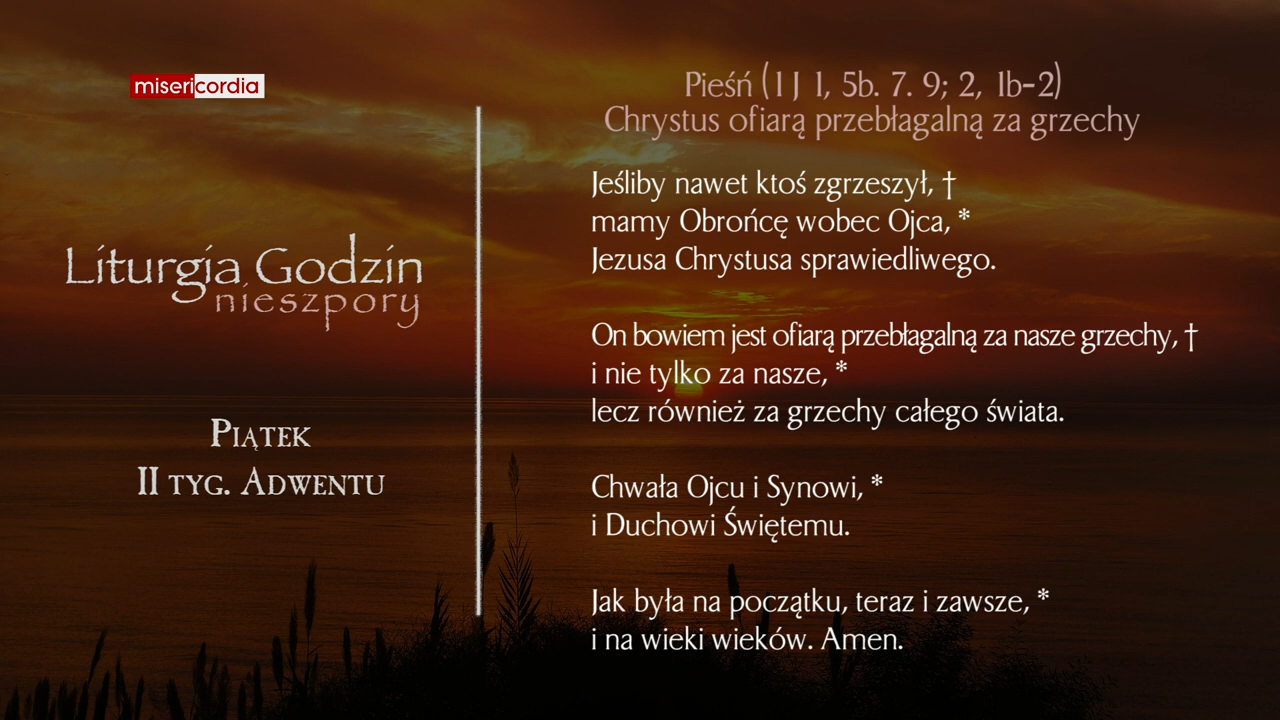 misericordia
Liturgia Godzin
nieszpory
Piątek
II tyg. Adwentu
Pieśń (1 J 1, 5b. 7. 9; 2, 1b-2)
Chrystus ofiarą przebłagalną za grzechy
Jeśliby nawet ktoś zgrzeszył, †
mamy Obrońcę wobec Ojca, *
Jezusa Chrystusa sprawiedliwego.
On bowiem jest ofiarą przebłagalną za nasze grzechy, †
i nie tylko za nasze, *
lecz również za grzechy całego świata.
Chwała Ojcu i Synowi, *
i Duchowi Świętemu.
Jak była na początku, teraz i zawsze, *
i na wieki wieków. Amen.